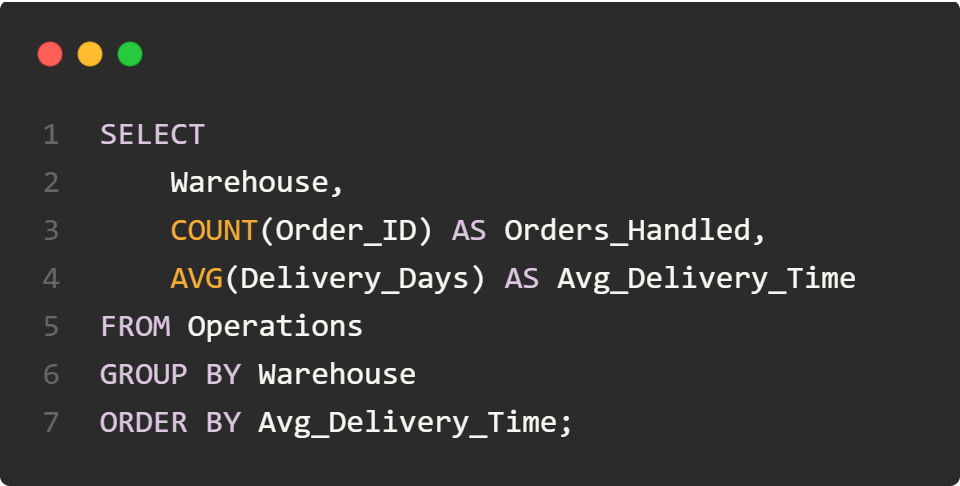 1 SELECT
2     Warehouse,
3     COUNT(Order_ID) AS Orders_Handled,
4     AVG(Delivery_Days) AS Avg_Delivery_Time
5 FROM Operations
6 GROUP BY Warehouse
7 ORDER BY Avg_Delivery_Time;